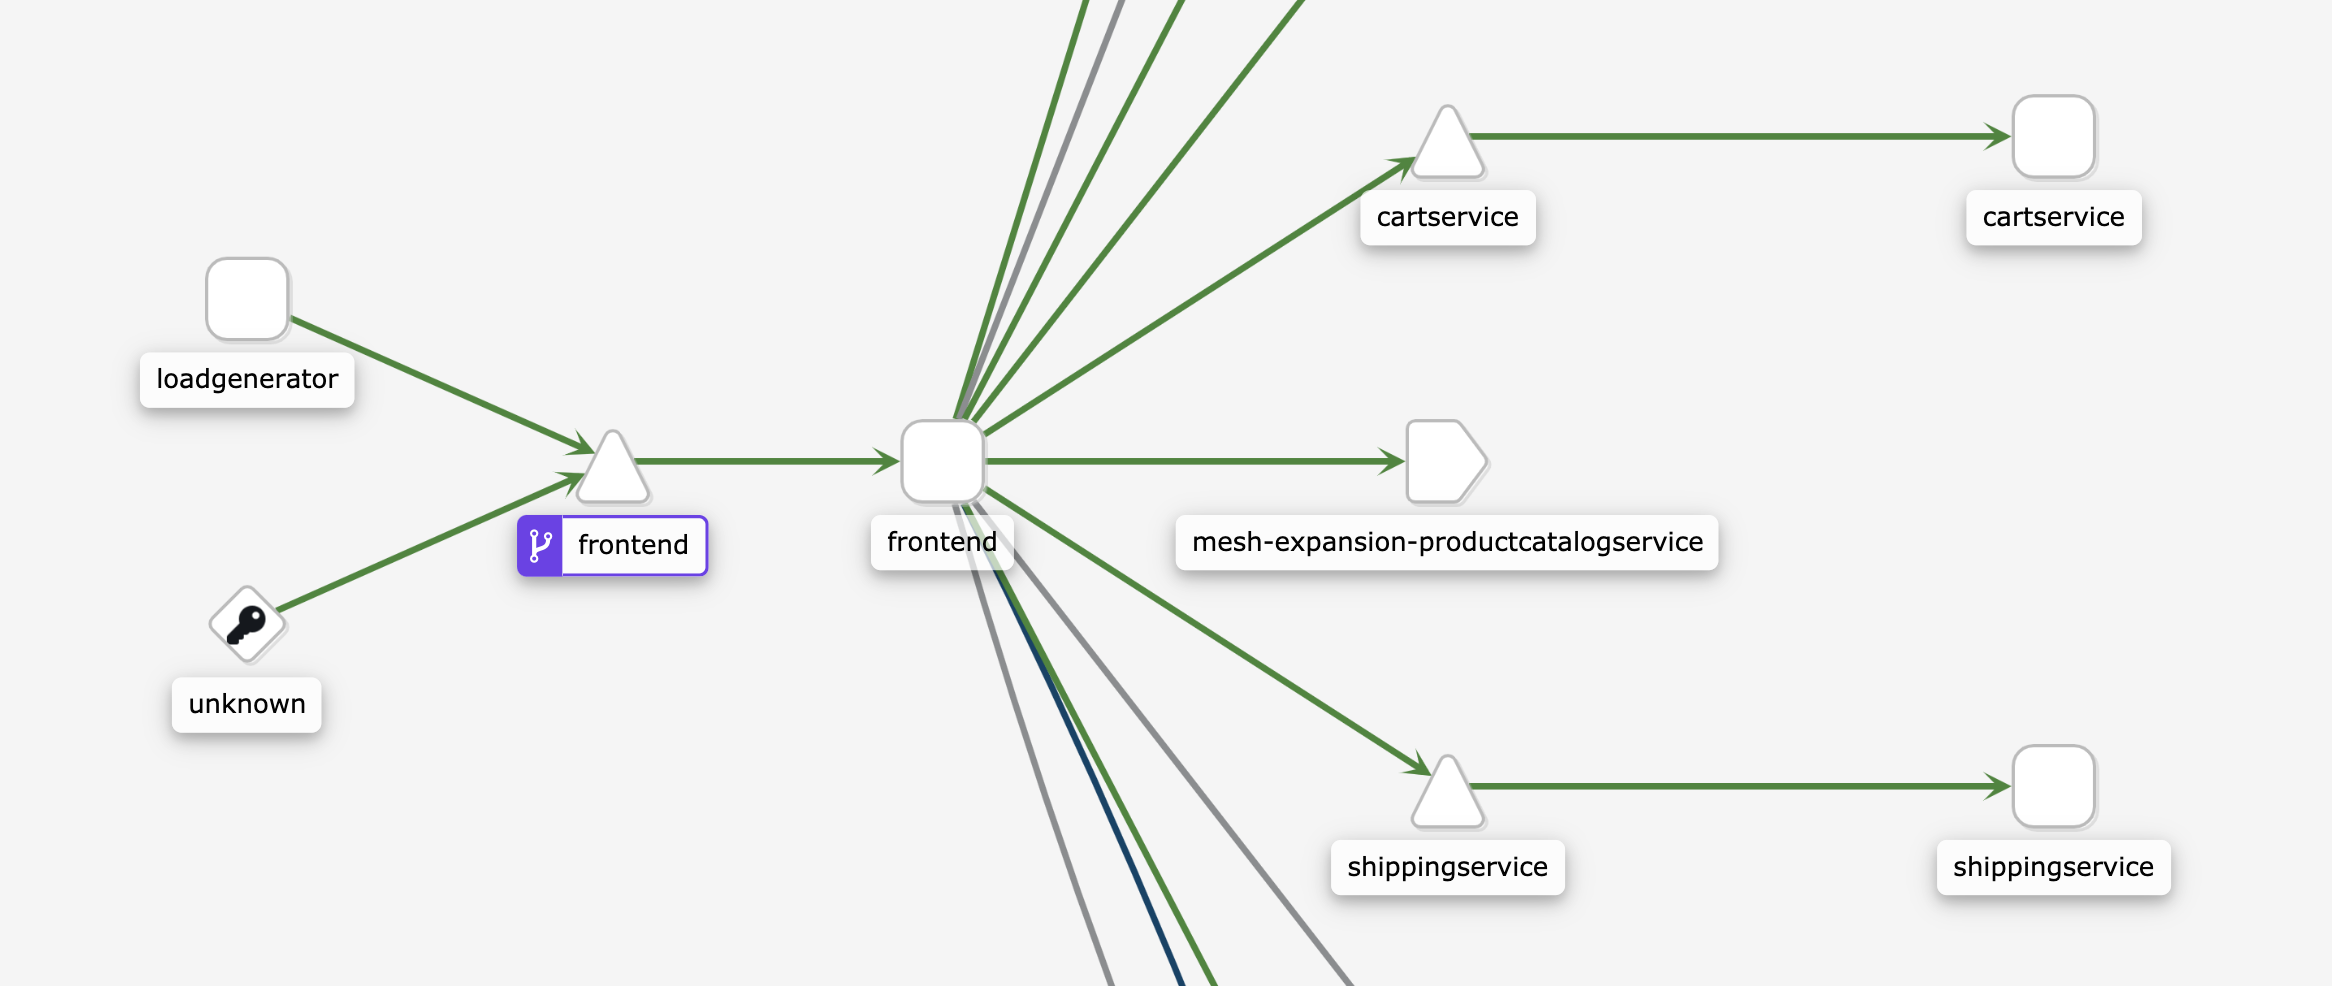 cartservice
cartservice
loadgenerator
frontend
frontend
mesh-expansion-productcatalogservice
unknown
shippingservice
shippingservice